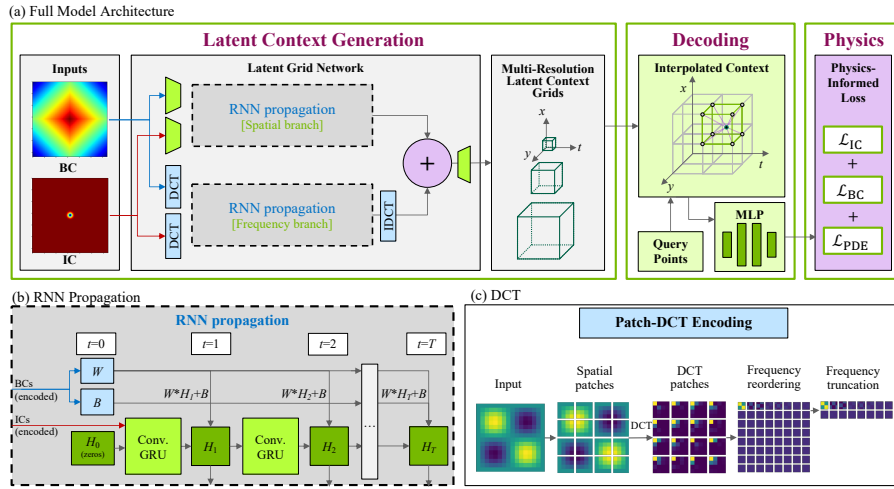 (a) Full Model Architecture
Latent Context Generation
Decoding
Physics
Inputs
BC
IC
Latent Grid Network
RNN propagation
[Spatial branch]
DCT
DCT
RNN propagation
[Frequency branch]
IDCT
+
Multi-Resolution
Latent Context
Grids
x
y
t
Interpolated Context
x
t
y
Query
Points
MLP
Physics-
Informed
Loss
ℒIC
+
ℒBC
+
ℒPDE
(b) RNN Propagation
RNN propagation
t=0
t=1
t=2
t=T
BCs
(encoded)
W
B
W*H1+B
W*H2+B
W*HT+B
ICs
(encoded)
H0
(zeros)
Conv.
GRU
H1
Conv.
GRU
H2
...
HT
(c) DCT
Patch-DCT Encoding
Input
Spatial
patches
DCT
DCT
patches
Frequency
reordering
Frequency
truncation